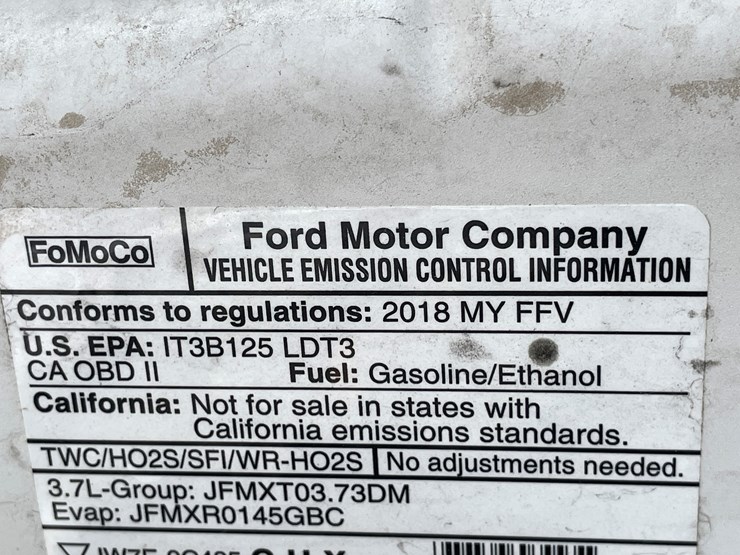 FoMoCo
Ford Motor Company
VEHICLE EMISSION CONTROL INFORMATION
Conforms to regulations: 2018 MY FFV
U.S. EPA: IT3B125 LDT3
CA OBD II Fuel: Gasoline/Ethanol
California: Not for sale in states with
California emissions standards.
TWC/HO2S/SFI/WR-HO2S No adjustments needed.
3.7L-Group: JFMXT03.73DM
Evap: JFMXR0145GBC